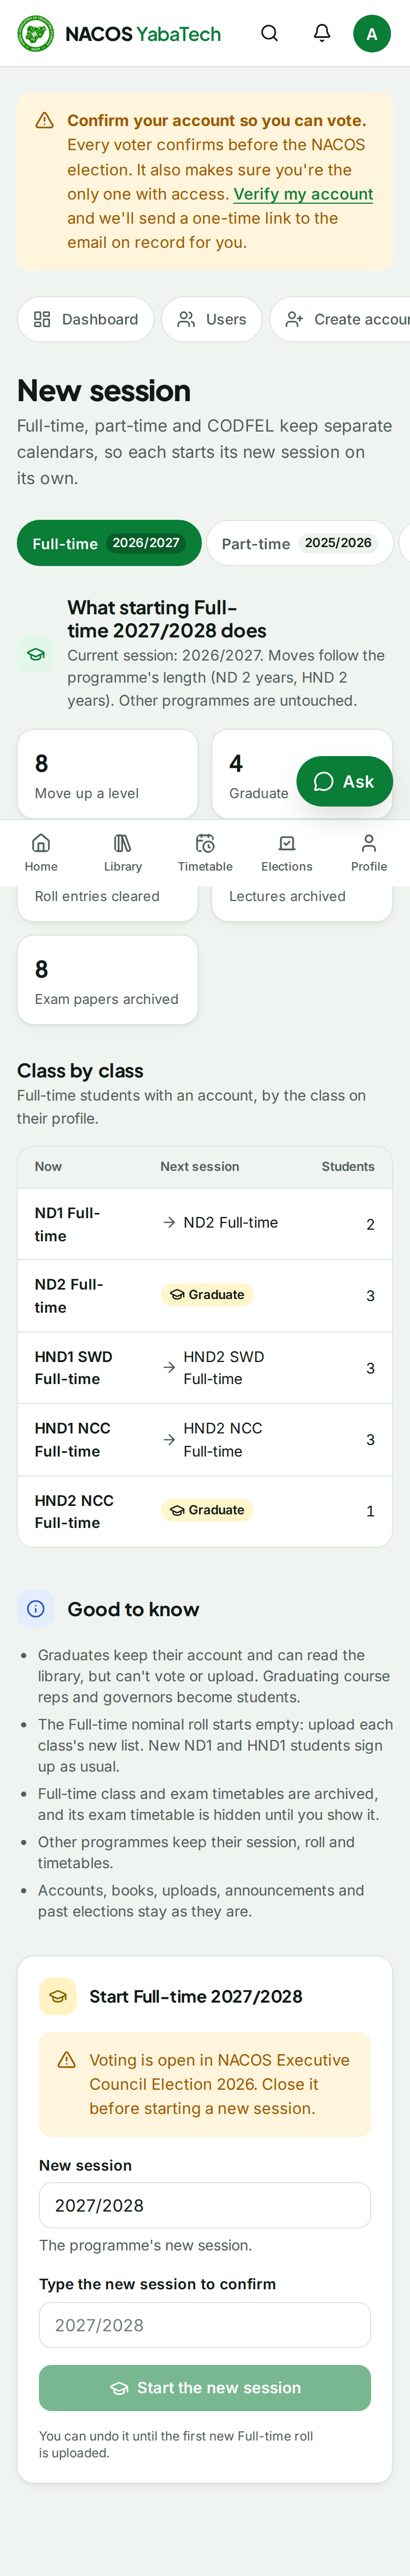 NACOS YabaTech
A
Confirm your account so you can vote.
Every voter confirms before the NACOS
election. It also makes sure you're the
only one with access. Verify my account
and we'll send a one-time link to the
email on record for you.
Dashboard
Users
Create accour
New session
Full-time, part-time and CODFEL keep separate
calendars, so each starts its new session on
its own.
Full-time 2026/2027
Part-time 2025/2026
What starting Full-
time 2027/2028 does
Current session: 2026/2027. Moves follow the
programme's length (ND 2 years, HND 2
years). Other programmes are untouched.
8
Move up a level
4
Graduate
Ask
Home
Library
Timetable
Elections
Profile
Roll entries cleared
Lectures archived
8
Exam papers archived
Class by class
Full-time students with an account, by the class on
their profile.
Now Next session Students
ND1 Full-
time
ND2 Full-time
2
ND2 Full-
time
Graduate
3
HND1 SWD
Full-time
HND2 SWD
Full-time
3
HND1 NCC
Full-time
HND2 NCC
Full-time
3
HND2 NCC
Full-time
Graduate
1
Good to know
Graduates keep their account and can read the
library, but can't vote or upload. Graduating course
reps and governors become students.
The Full-time nominal roll starts empty: upload each
class's new list. New ND1 and HND1 students sign
up as usual.
Full-time class and exam timetables are archived,
and its exam timetable is hidden until you show it.
Other programmes keep their session, roll and
timetables.
Accounts, books, uploads, announcements and
past elections stay as they are.
Start Full-time 2027/2028
Voting is open in NACOS Executive
Council Election 2026. Close it
before starting a new session.
New session
2027/2028
The programme's new session.
Type the new session to confirm
2027/2028
Start the new session
You can undo it until the first new Full-time roll
is uploaded.